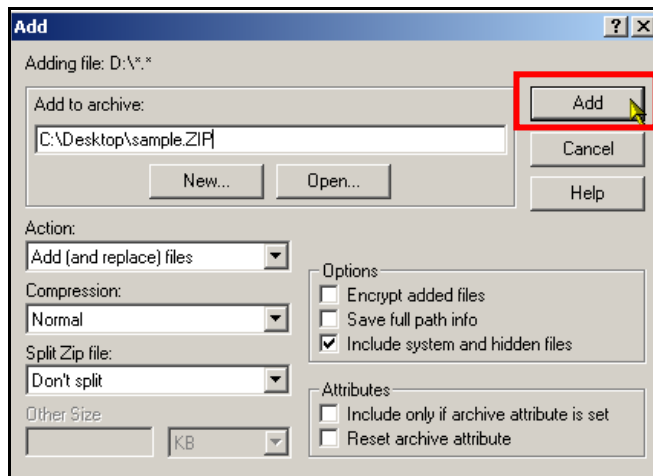 Add
Adding file: D:\*.*
Add to archive:
C:\Desktop\sample.ZIP
New... Open...
Add
Cancel
Help
Action:
Add (and replace) files
Compression:
Normal
Split Zip file:
Don't split
Other Size
KB
Options
Encrypt added files
Save full path info
Include system and hidden files
Attributes
Include only if archive attribute is set
Reset archive attribute